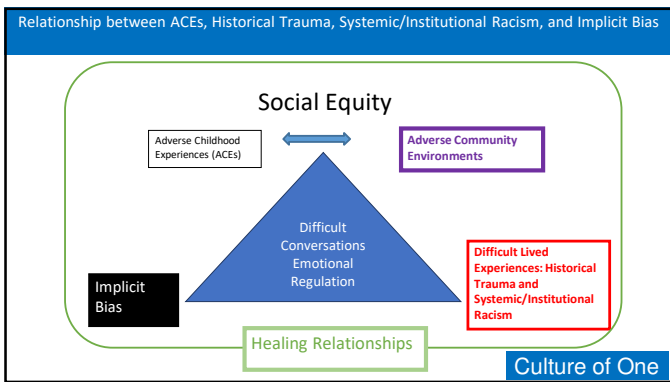 Relationship between ACEs, Historical Trauma, Systemic/Institutional Racism, and Implicit Bias
Social Equity
Adverse Childhood
Experiences (ACEs)
Adverse Community
Environments
Difficult
Conversations
Emotional
Regulation
Implicit
Bias
Difficult Lived
Experiences: Historical
Trauma and
Systemic/Institutional
Racism
Healing Relationships
Culture of One